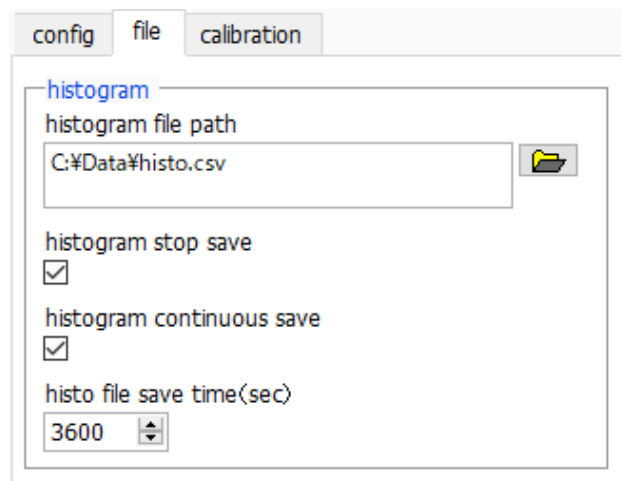 config file calibration
histogram
histogram file path
C:¥Data¥histo.csv
histogram stop save
histogram continuous save
histo file save time(sec)
3600